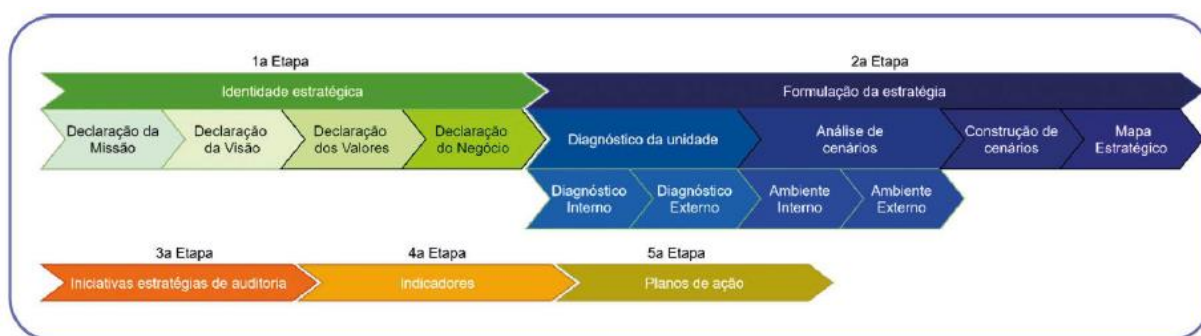 1a Etapa
2a Etapa
Identidade estratégica
Formulação da estratégia
Declaração da
Missão
Declaração
da Visão
Declaração
dos Valores
Declaração
do Negócio
Diagnóstico da unidade
Análise de
cenários
Construção de
cenários
Mapa
Estratégico
Diagnóstico
Interno
Diagnóstico
Externo
Ambiente
Interno
Ambiente
Externo
3a Etapa
4a Etapa
5a Etapa
Iniciativas estratégias de auditoria
Indicadores
Planos de ação